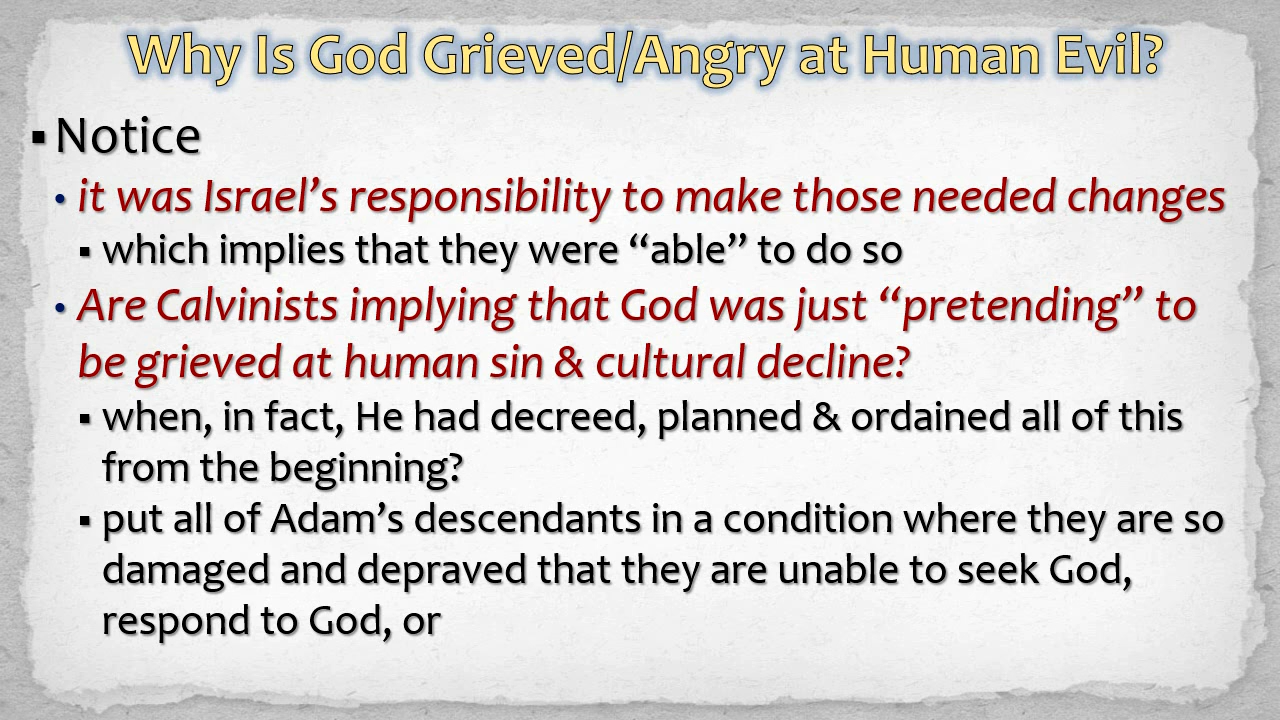 Why Is God Grieved/Angry at Human Evil?
▪ Notice
• it was Israel’s responsibility to make those needed changes
▪ which implies that they were “able” to do so
• Are Calvinists implying that God was just “pretending” to
be grieved at human sin & cultural decline?
▪ when, in fact, He had decreed, planned & ordained all of this
from the beginning?
▪ put all of Adam’s descendants in a condition where they are so
damaged and depraved that they are unable to seek God,
respond to God, or